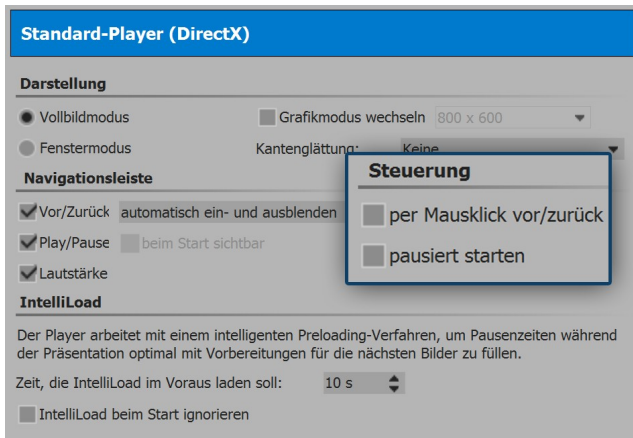 Standard-Player (DirectX)
Darstellung
Vollbildmodus
Grafikmodus wechseln 800 x 600
Fenstermodus
Kantenglättung: Keine
Navigationsleiste
Steuerung
Vor/Zurück automatisch ein- und ausblenden
per Mausklick vor/zurück
Play/Pause beim Start sichtbar
pausiert starten
Lautstärke
IntelliLoad
Der Player arbeitet mit einem intelligenten Preloading-Verfahren, um Pausenzeiten während
der Präsentation optimal mit Vorbereitungen für die nächsten Bilder zu füllen.
Zeit, die IntelliLoad im Voraus laden soll: 10 s
IntelliLoad beim Start ignorieren